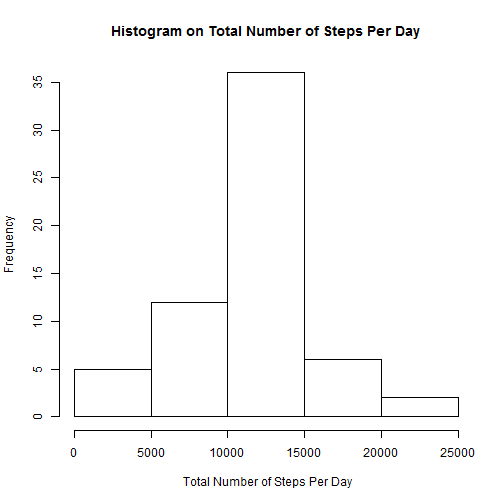 Histogram on Total Number of Steps Per Day
Frequency
35
30
25
20
15
10
5
0
0 5000 10000 15000 20000 25000
Total Number of Steps Per Day